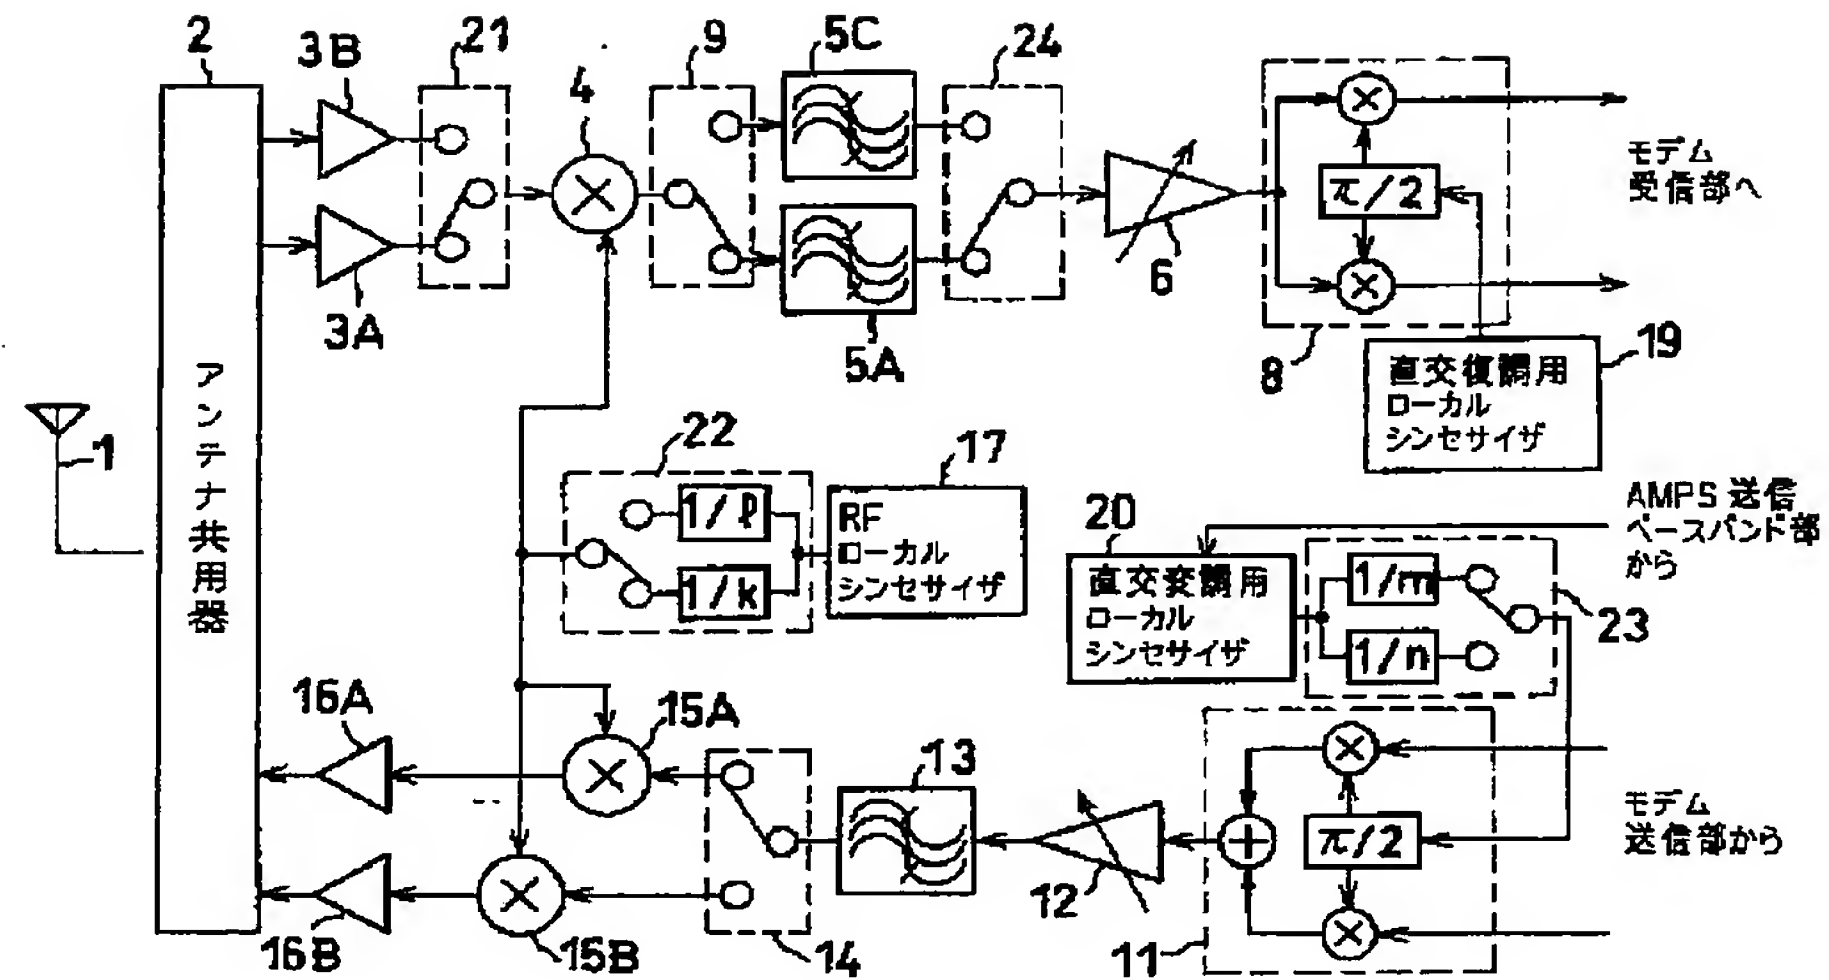 2
3B
21
4
9
5C
24
π/2
モデム
受信部へ
3A
5A
6
8
19
直交復調用
ローカル
シンセサイザ
1
アンテナ共用器
22
17
1/ℓ
1/k
RF
ローカル
シンセサイザ
20
AMPS 送信
ベースバンド部
から
直交変調用
ローカル
シンセサイザ
1/m
1/n
23
16A
15A
13
π/2
モデム
送信部から
12
16B
15B
14
11